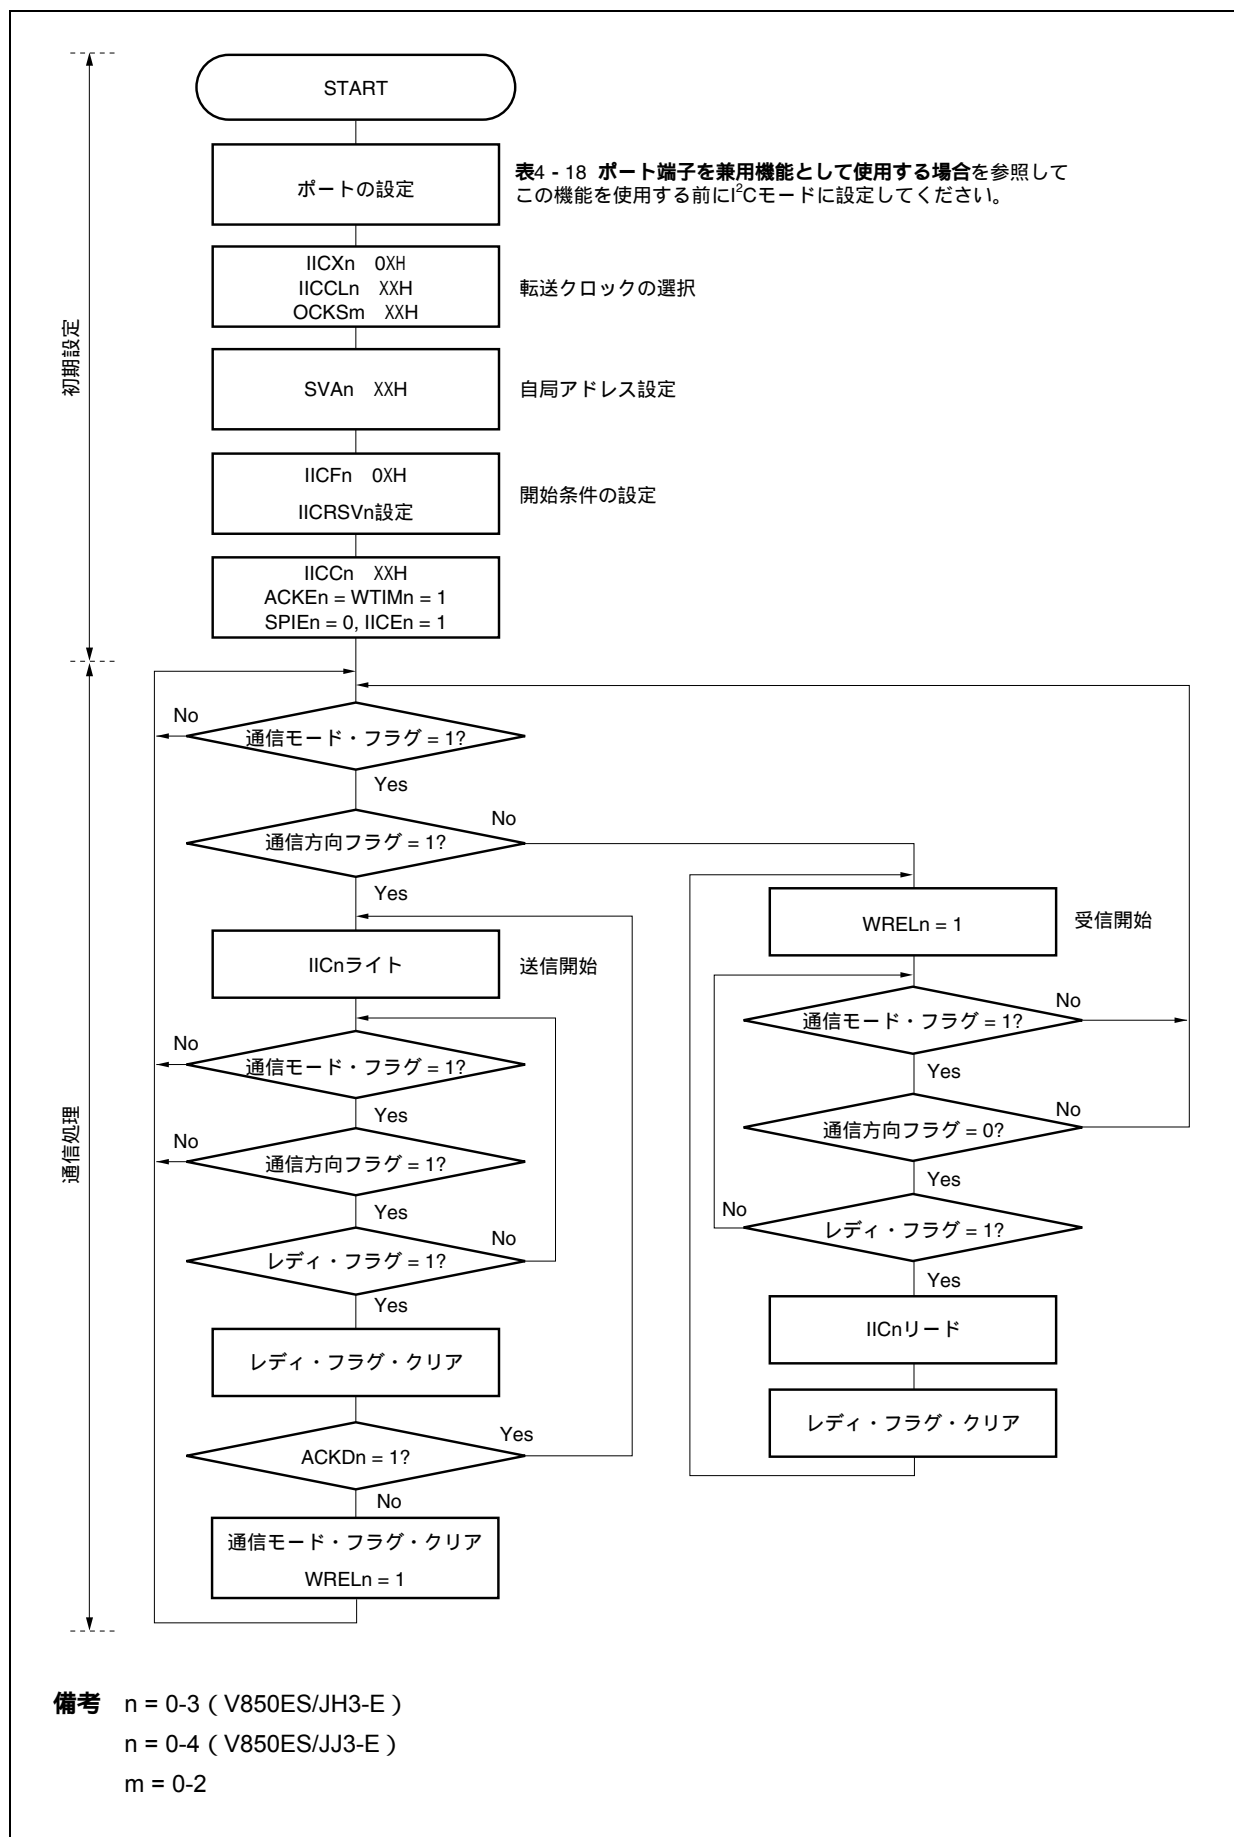 START
ポートの設定
表4 - 18 ポート端子を兼用機能として使用する場合を参照して
この機能を使用する前にI²Cモードに設定してください。
IICXn 0XH
IICCLn XXH
OCKSm XXH
転送クロックの選択
初期設定
SVAn XXH
自局アドレス設定
IICFn 0XH
IICRSVn設定
開始条件の設定
IICCn XXH
ACKEn = WTIMn = 1
SPIEn = 0, IICEn = 1
No
通信モード・フラグ = 1?
Yes
No
通信方向フラグ = 1?
Yes
IICnライト
送信開始
No
通信モード・フラグ = 1?
Yes
No
通信方向フラグ = 1?
Yes
No
レディ・フラグ = 1?
Yes
レディ・フラグ・クリア
Yes
ACKDn = 1?
No
通信モード・フラグ・クリア
WRELn = 1
通信処理
WRELn = 1
受信開始
No
通信モード・フラグ = 1?
Yes
No
通信方向フラグ = 0?
Yes
No
レディ・フラグ = 1?
Yes
IICnリード
レディ・フラグ・クリア
備考 n = 0-3（V850ES/JH3-E）
n = 0-4（V850ES/JJ3-E）
m = 0-2